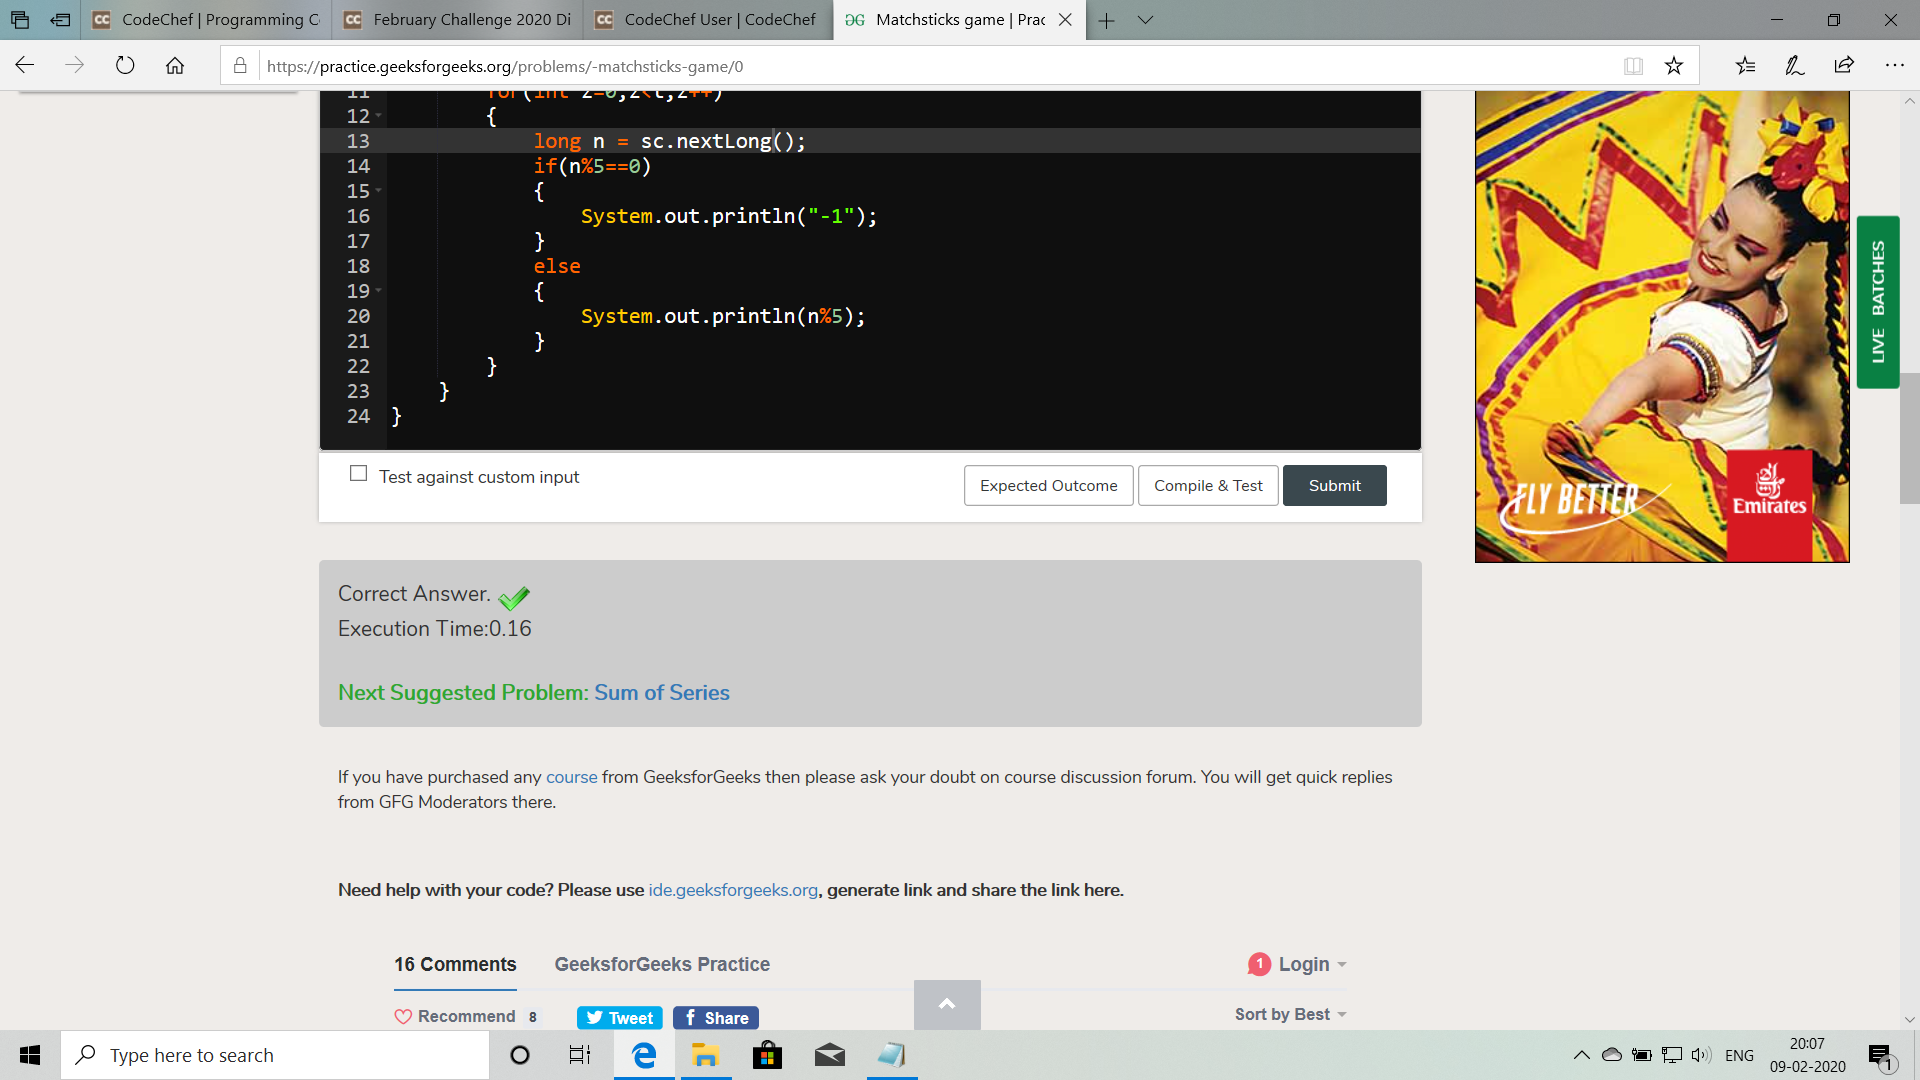 CodeChef | Programming C
February Challenge 2020 Di
CodeChef User | CodeChef
Matchsticks game | Prac
https://practice.geeksforgeeks.org/problems/-matchsticks-game/0
11 for(int z=0;z<t;z++)
12 {
13 long n = sc.nextLong();
14 if(n%5==0)
15 {
16 System.out.println("-1");
17 }
18 else
19 {
20 System.out.println(n%5);
21 }
22 }
23 }
24 }
Test against custom input
Expected Outcome
Compile & Test
Submit
Correct Answer.
Execution Time:0.16
Next Suggested Problem: Sum of Series
If you have purchased any course from GeeksforGeeks then please ask your doubt on course discussion forum. You will get quick replies
from GFG Moderators there.
Need help with your code? Please use ide.geeksforgeeks.org, generate link and share the link here.
16 Comments
GeeksforGeeks Practice
1 Login
Recommend 8
Tweet
f Share
Sort by Best
FLY BETTER
Emirates
LIVE BATCHES
Type here to search
ENG
20:07
09-02-2020
1